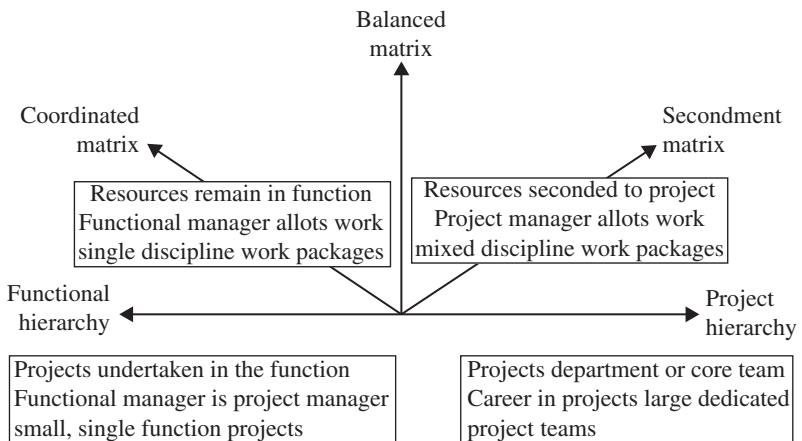 Balanced
matrix
Coordinated
matrix
Secondment
matrix
Resources remain in function
Functional manager allots work
single discipline work packages
Resources seconded to project
Project manager allots work
mixed discipline work packages
Functional
hierarchy
Project
hierarchy
Projects undertaken in the function
Functional manager is project manager
small, single function projects
Projects department or core team
Career in projects large dedicated
project teams